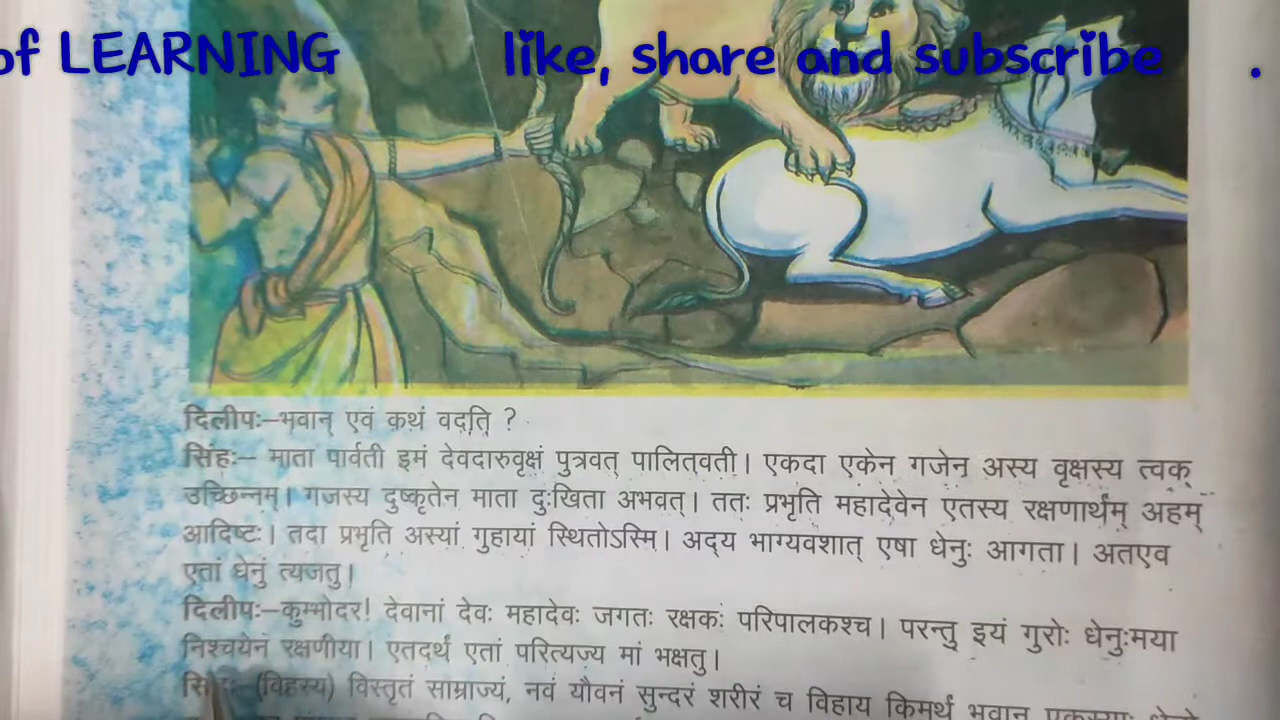 of LEARNING like, share and subscribe .
दिलीपः–भवान् एवं कथं वदति ?
सिंहः– माता पार्वती इमं देवदारुवृक्षं पुत्रवत् पालितवती। एकदा एकेन गजेन अस्य वृक्षस्य त्वक्
उच्छिन्नम्। गजस्य दुष्कृतेन माता दुःखिता अभवत्। ततः प्रभृति महादेवेन एतस्य रक्षणार्थम् अहम्
आदिष्टः। तदा प्रभृति अस्यां गुहायां स्थितोऽस्मि। अद्य भाग्यवशात् एषा धेनुः आगता। अतएव
एतां धेनुं त्यजतु।
दिलीपः–कुम्भोदर! देवानां देवः महादेवः जगतः रक्षकः परिपालकश्च। परन्तु इयं गुरोः धेनुःमया
निश्चयेन रक्षणीया। एतदर्थं एतां परित्यज्य मां भक्षतु।
(विहस्य) विस्तृतं साम्राज्यं, नवं यौवनं सुन्दरं शरीरं च विहाय किमर्थं भवान्